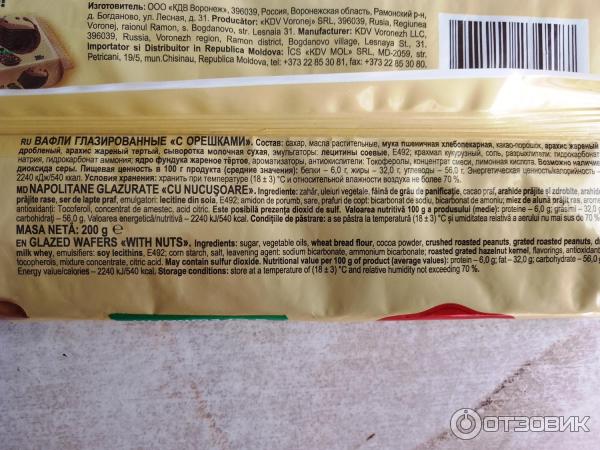 Изготовитель: ООО «КДВ Воронеж», 396039, Россия, Воронежская область, Рамонский р-н,
д. Богданово, ул. Лесная, д. 31. Producător: «KDV Voronej» SRL, 396039, Rusia, Regiunea
Voronej, raionul Ramon, s. Bogdanovo, str. Lesnaia 31. Manufacturer: KDV Voronezh LLC,
396039, Russia, Voronezh region, Ramon district, Bogdanovo village, Lesnaya St., 31.
Importator si Distribuitor in Republica Moldova: ÎCS «KDV MOL» SRL, MD-2059, str.
Petricani, 19/5, mun.Chisinau, Republica Moldova, tel: +373 22 85 30 81, fax: +373 22 85 30 80.
RU ВАФЛИ ГЛАЗИРОВАННЫЕ «С ОРЕШКАМИ». Состав: сахар, масла растительные, мука пшеничная хлебопекарная, какао-порошок, арахис жареный
дробленый, арахис жареный тертый, сыворотка молочная сухая, эмульгаторы: лецитины соевые, E492; крахмал кукурузный, соль, разрыхлители: гидрокарбонат
натрия, гидрокарбонат аммония; ядро фундука жареное тёртое, ароматизаторы, антиокислители: Токоферолы, концентрат смеси, лимонная кислота. Возможно наличие
диоксида серы. Пищевая ценность в 100 г продукта (средние значения): белки – 6,0 г, жиры – 32,0 г, углеводы – 56,0 г. Энергетическая ценность/калорийность –
2240 кДж/540 ккал. Условия хранения: хранить при температуре (18 ± 3) °C и относительной влажности воздуха не более 70 %.
MD NAPOLITANE GLAZURATE «CU NUCUȘOARE». Ingrediente: zahăr, uleiuri vegetale, făină de grâu de panificație, cacao praf, arahide prăjite și zdrobite, arahide
prăjite rase, ser de lapte praf, emulgatori: lecitine din soia, E492; amidon de porumb, sare, prafuri de copt: bicarbonat de sodiu, bicarbonat de amoniu; miez de alună prăjit ras,
antioxidanți: Tocoferol, concentrat de amestec, acid citric. Este posibilă prezența dioxid de sulf. Valoarea nutritivă 100 g a produsului (medie): proteine – 6,0 g; grăsimi – 32,0 g
carbohidrați – 56,0 g. Valoarea energetică/nutritivă – 2240 kJ/540 kcal. Condiții de păstrare: a se păstra la temperatură (18 ± 3) °C și umiditatea relativă a aerului nu mai sus de 70 %.
MASA NETĂ: 200 g ℮
EN GLAZED WAFERS «WITH NUTS». Ingredients: sugar, vegetable oils, wheat bread flour, cocoa powder, crushed roasted peanuts, grated roasted peanuts,
milk whey, emulsifiers: soy lecithins, E492; corn starch, salt, leavening agent: sodium bicarbonate, ammonium bicarbonate; roasted grated hazelnut kernel, flavorings,
tocopherols, mixture concentrate, citric acid. May contain sulfur dioxide. Nutritional value per 100 g of product (average values): protein – 6,0 g; fat – 32,0 g; carbohydrate – 56,0
Energy value/calories – 2240 kJ/540 kcal. Storage conditions: store at a temperature of (18 ± 3) °C and relative humidity not exceeding 70 %.
ОТЗОВИК